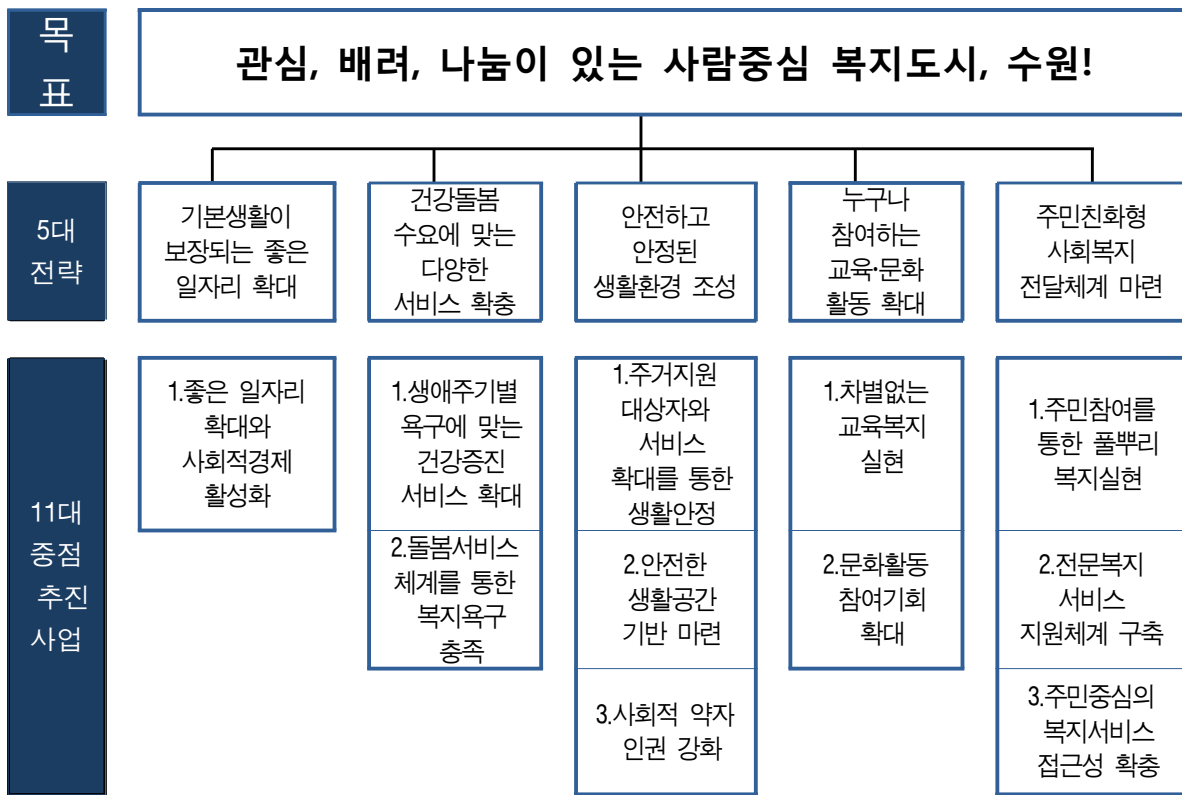 목
표
관심, 배려, 나눔이 있는 사람중심 복지도시, 수원!
5대
전략
기본생활이
보장되는 좋은
일자리 확대
건강돌봄
수요에 맞는
다양한
서비스 확충
안전하고
안정된
생활환경 조성
누구나
참여하는
교육·문화
활동 확대
주민친화형
사회복지
전달체계 마련
11대
중점
추진
사업
1.좋은 일자리
확대와
사회적경제
활성화
1.생애주기별
욕구에 맞는
건강증진
서비스 확대
2.돌봄서비스
체계를 통한
복지욕구
충족
1.주거지원
대상자와
서비스
확대를 통한
생활안정
2.안전한
생활공간
기반 마련
3.사회적 약자
인권 강화
1.차별없는
교육복지
실현
2.문화활동
참여기회
확대
1.주민참여를
통한 풀뿌리
복지실현
2.전문복지
서비스
지원체계 구축
3.주민중심의
복지서비스
접근성 확충